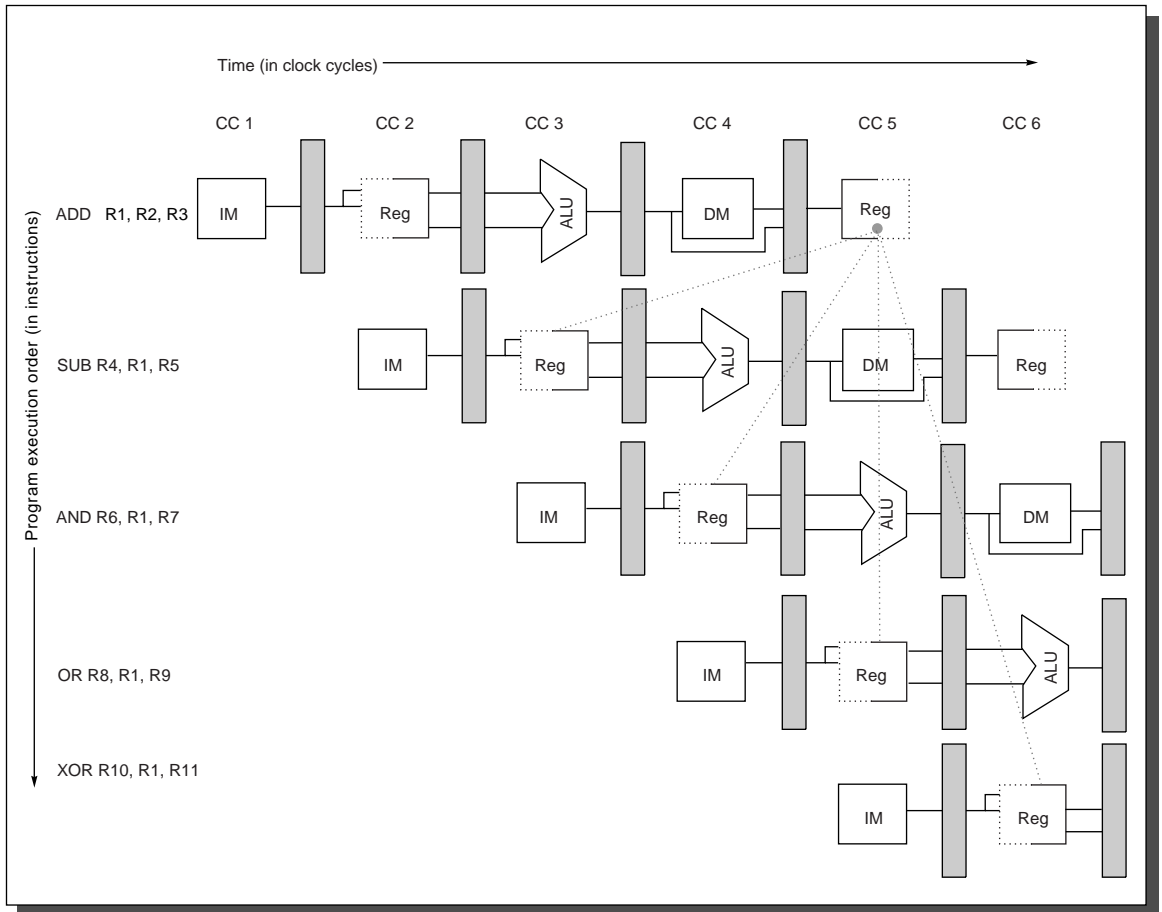 Time (in clock cycles)
CC 1 CC 2 CC 3 CC 4 CC 5 CC 6
Program execution order (in instructions)
ADD R1, R2, R3 IM Reg ALU DM Reg
SUB R4, R1, R5 IM Reg ALU DM Reg
AND R6, R1, R7 IM Reg ALU DM
OR R8, R1, R9 IM Reg ALU
XOR R10, R1, R11
IM Reg